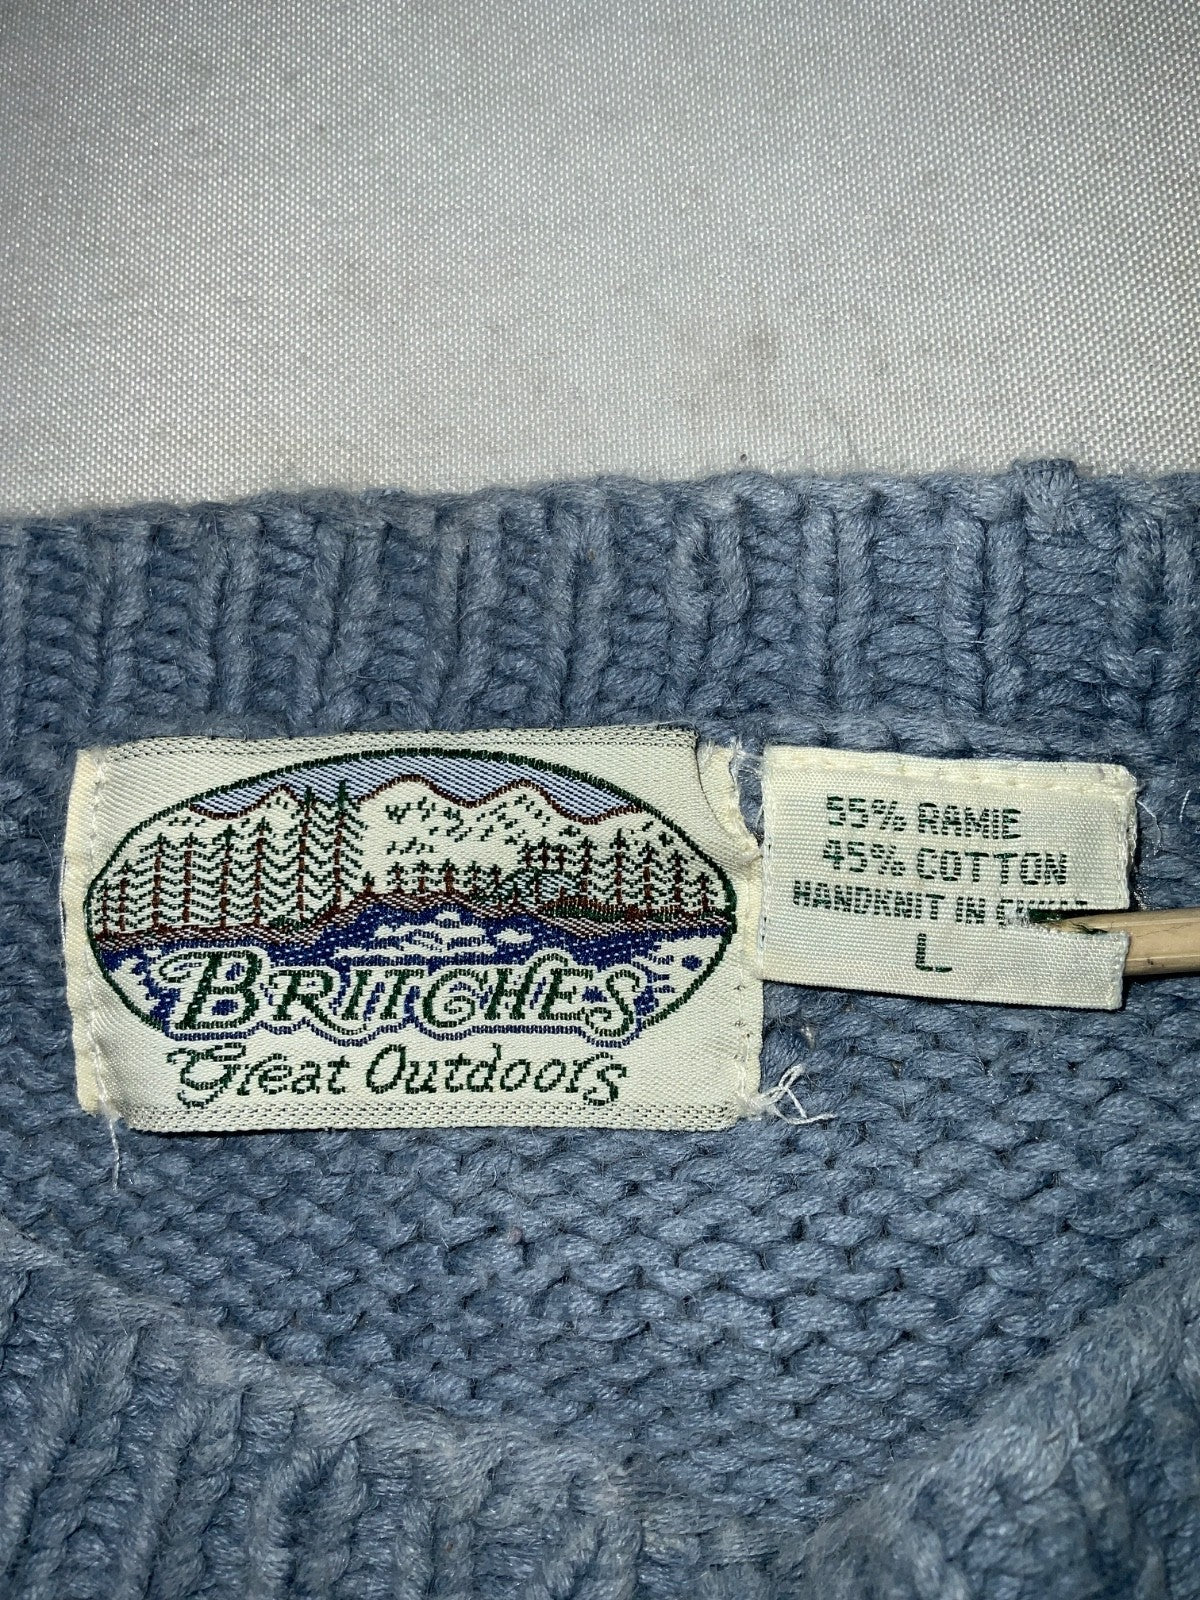 BRITCHES
Great Outdoors
55% RAMIE
45% COTTON
HANDKNIT IN
L